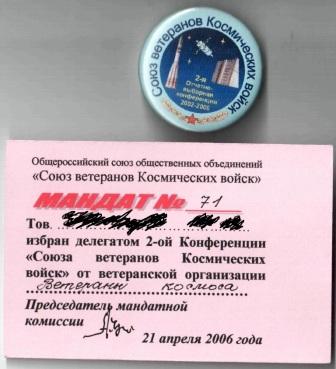 Союз ветеранов Космических войск
2-я
Отчетно-
выборная
конференция
2002-2006
Общероссийский союз общественных объединений
«Союз ветеранов Космических войск»
МАНДАТ № 71
Тов.
избран делегатом 2-ой Конференции
«Союза ветеранов Космических
войск» от ветеранской организации
Ветераны космоса
Председатель мандатной
комиссии
21 апреля 2006 года